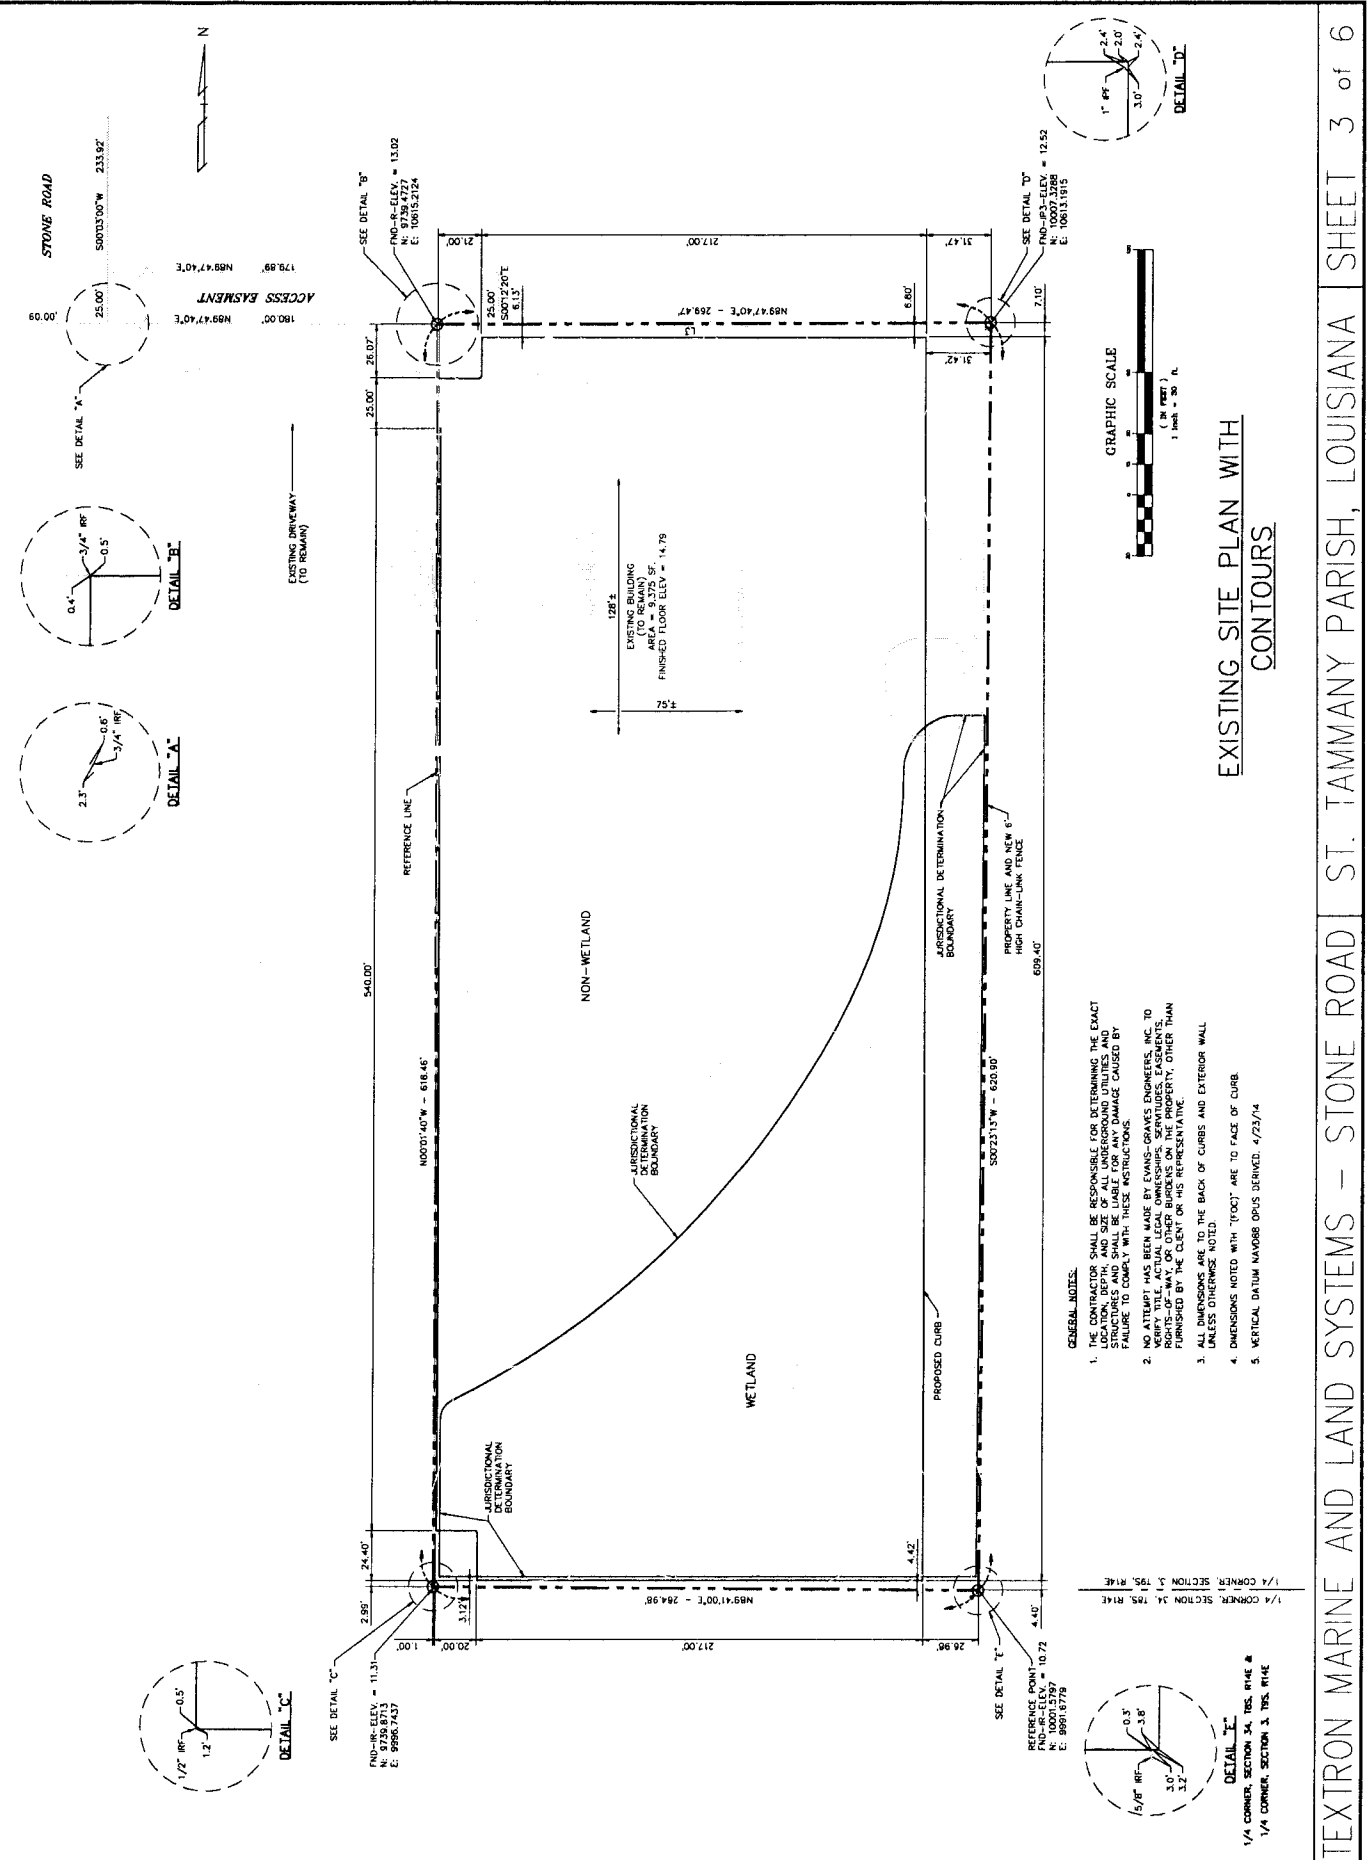 STONE ROAD
S00°03'00"W 233.92'
25.00'
60.00'
179.89' N89°47'40"E
ACCESS EASMENT
180.00' N89°47'40"E
N
SEE DETAIL "A"
EXISTING DRIVEWAY
(TO REMAIN)
0.4'
3/4" IRF
0.5'
DETAIL "B"
2.3'
0.6'
3/4" IRF
DETAIL "A"
1/2" IRF
0.5'
1.2'
DETAIL "C"
SEE DETAIL "C"
FND-IR-ELEV. = 11.31
N: 9739.8713
E: 9996.7437
SEE DETAIL "B"
FND-R-ELEV. = 13.02
N: 9739.4727
E: 10615.2124
2.99'
24.40'
540.00'
25.00'
26.07'
1.00'
20.00'
217.00'
26.98'
3.12'
4.42'
4.40'
21.00'
217.00'
31.47'
25.00'
S00°12'20"E
6.13'
L3
N89°47'40"E - 269.47'
6.80'
7.10'
31.42'
N00°01'40"W - 618.46'
REFERENCE LINE
JURISDICTIONAL
DETERMINATION
BOUNDARY
N89°41'00"E - 264.98'
JURISDICTIONAL
DETERMINATION
BOUNDARY
NON-WETLAND
WETLAND
128'±
EXISTING BUILDING
(TO REMAIN)
AREA = 9,375 SF.
FINISHED FLOOR ELEV = 14.79
75'±
PROPOSED CURB
JURISDICTIONAL DETERMINATION
BOUNDARY
PROPERTY LINE AND NEW 6'
HIGH CHAIN-LINK FENCE
S00°23'13"W - 620.90'
609.40'
SEE DETAIL "E"
REFERENCE POINT
FND-IR-ELEV. = 10.72
N: 10001.5797
E: 9991.6779
SEE DETAIL "D"
FND-IP3-ELEV. = 12.52
N: 10007.3288
E: 10613.1915
1" IPF
2.4'
2.0'
2.4'
3.0'
DETAIL "D"
5/8" IRF
0.3'
3.8'
3.0'
3.2'
DETAIL "E"
1/4 CORNER, SECTION 3, T9S, R14E
1/4 CORNER, SECTION 34, T8S, R14E
1/4 CORNER, SECTION 34, T8S, R14E &
1/4 CORNER, SECTION 3, T9S, R14E
GENERAL NOTES:
1. THE CONTRACTOR SHALL BE RESPONSIBLE FOR DETERMINING THE EXACT
LOCATION, DEPTH, AND SIZE OF ALL UNDERGROUND UTILITIES AND
STRUCTURES AND SHALL BE LIABLE FOR ANY DAMAGE CAUSED BY
FAILURE TO COMPLY WITH THESE INSTRUCTIONS.
2. NO ATTEMPT HAS BEEN MADE BY EVANS-GRAVES ENGINEERS, INC. TO
VERIFY TITLE, ACTUAL LEGAL OWNERSHIPS, SERVITUDES, EASEMENTS,
RIGHTS-OF-WAY, OR OTHER BURDENS ON THE PROPERTY, OTHER THAN
FURNISHED BY THE CLIENT OR HIS REPRESENTATIVE.
3. ALL DIMENSIONS ARE TO THE BACK OF CURBS AND EXTERIOR WALL
UNLESS OTHERWISE NOTED.
4. DIMENSIONS NOTED WITH "(FOC)" ARE TO FACE OF CURB.
5. VERTICAL DATUM NAVD88 OPUS DERIVED. 4/23/14
GRAPHIC SCALE
( IN FEET )
1 inch = 30 ft.
EXISTING SITE PLAN WITH
CONTOURS
TEXTRON MARINE AND LAND SYSTEMS - STONE ROAD
ST. TAMMANY PARISH, LOUISIANA
SHEET 3 of 6